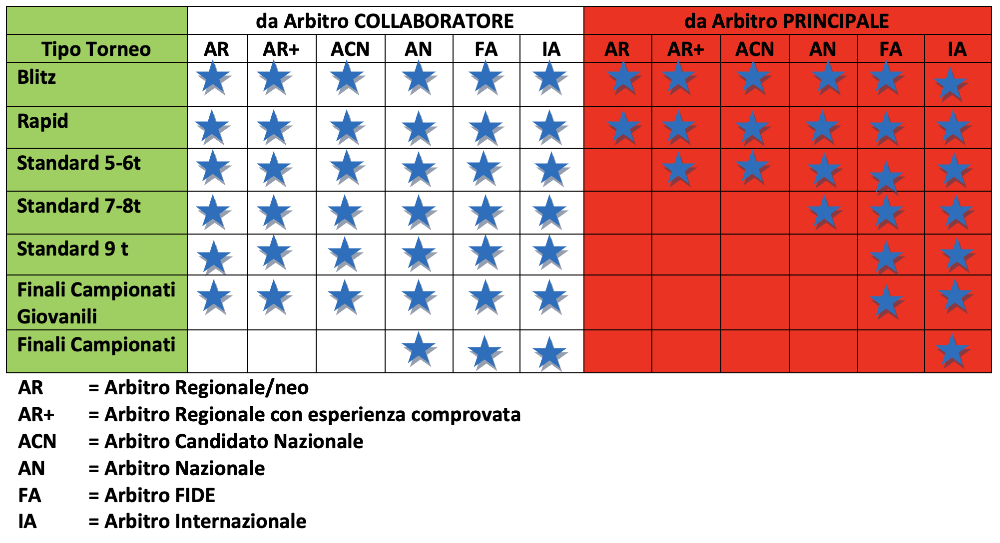 da Arbitro COLLABORATORE da Arbitro PRINCIPALE
Tipo Torneo AR AR+ ACN AN FA IA AR AR+ ACN AN FA IA
Blitz
Rapid
Standard 5-6t
Standard 7-8t
Standard 9 t
Finali Campionati
Giovanili
Finali Campionati
AR = Arbitro Regionale/neo
AR+ = Arbitro Regionale con esperienza comprovata
ACN = Arbitro Candidato Nazionale
AN = Arbitro Nazionale
FA = Arbitro FIDE
IA = Arbitro Internazionale